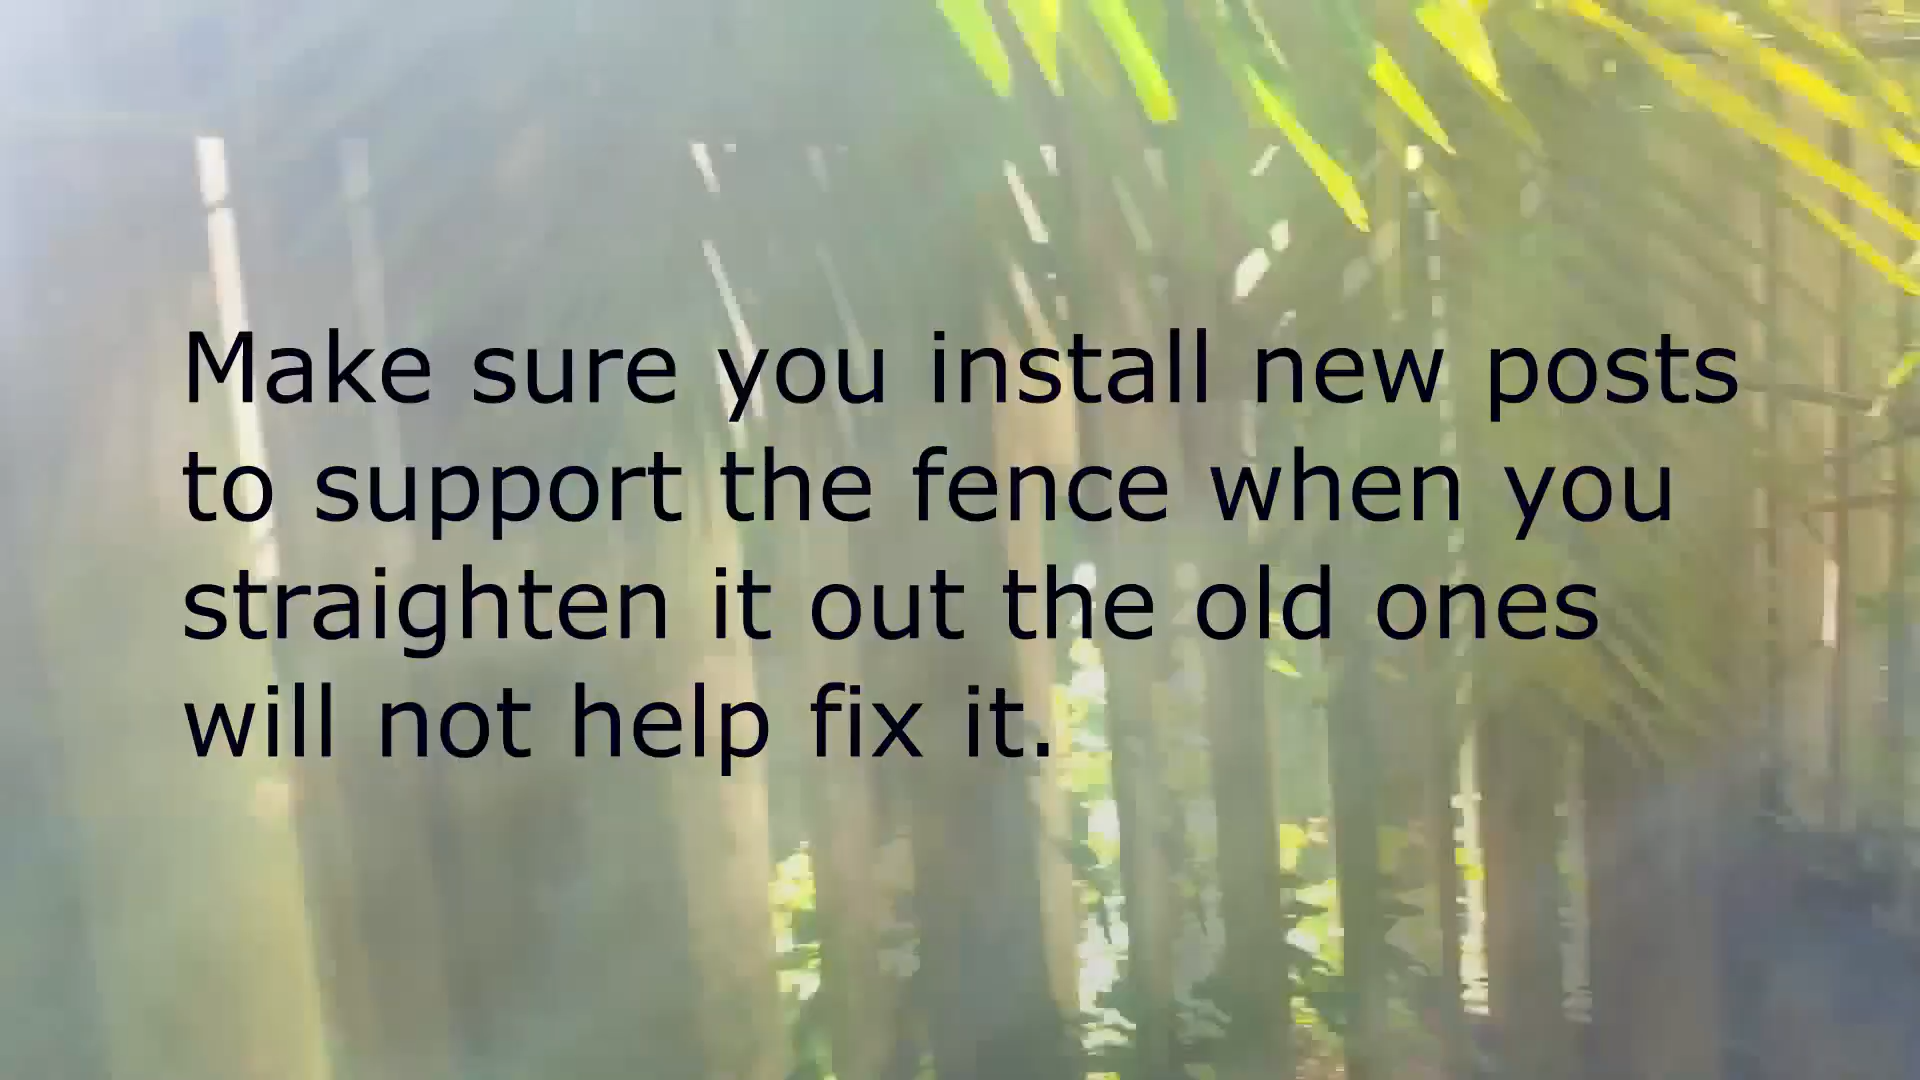 Make sure you install new posts
to support the fence when you
straighten it out the old ones
will not help fix it.